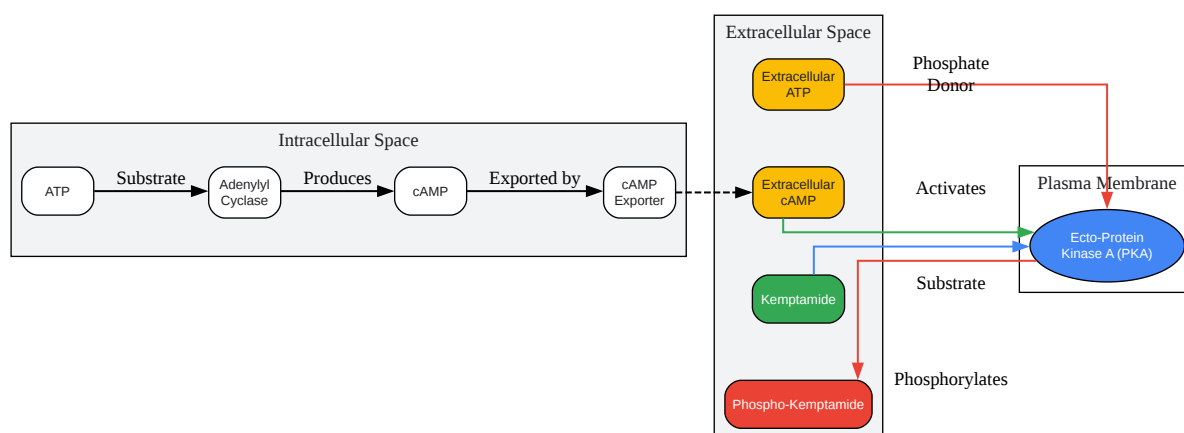 Extracellular Space
Extracellular
ATP
Phosphate
Donor
Intracellular Space
ATP
Substrate
Adenylyl
Cyclase
Produces
cAMP
Exported by
cAMP
Exporter
Extracellular
cAMP
Activates
Plasma Membrane
Ecto-Protein
Kinase A (PKA)
Kemptamide
Substrate
Phosphorylates
Phospho-Kemptamide